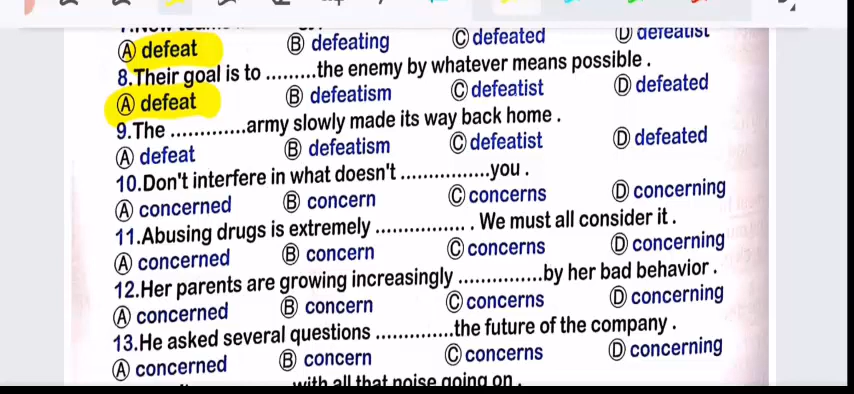 Ⓐ defeat Ⓑ defeating Ⓒ defeated Ⓓ defeatist
8.Their goal is to .........the enemy by whatever means possible .
Ⓐ defeat Ⓑ defeatism Ⓒ defeatist Ⓓ defeated
9.The .............army slowly made its way back home .
Ⓐ defeat Ⓑ defeatism Ⓒ defeatist Ⓓ defeated
10.Don't interfere in what doesn't ................you .
Ⓐ concerned Ⓑ concern Ⓒ concerns Ⓓ concerning
11.Abusing drugs is extremely ................ . We must all consider it .
Ⓐ concerned Ⓑ concern Ⓒ concerns Ⓓ concerning
12.Her parents are growing increasingly ...............by her bad behavior .
Ⓐ concerned Ⓑ concern Ⓒ concerns Ⓓ concerning
13.He asked several questions ..............the future of the company .
Ⓐ concerned Ⓑ concern Ⓒ concerns Ⓓ concerning
with all that noise going on .